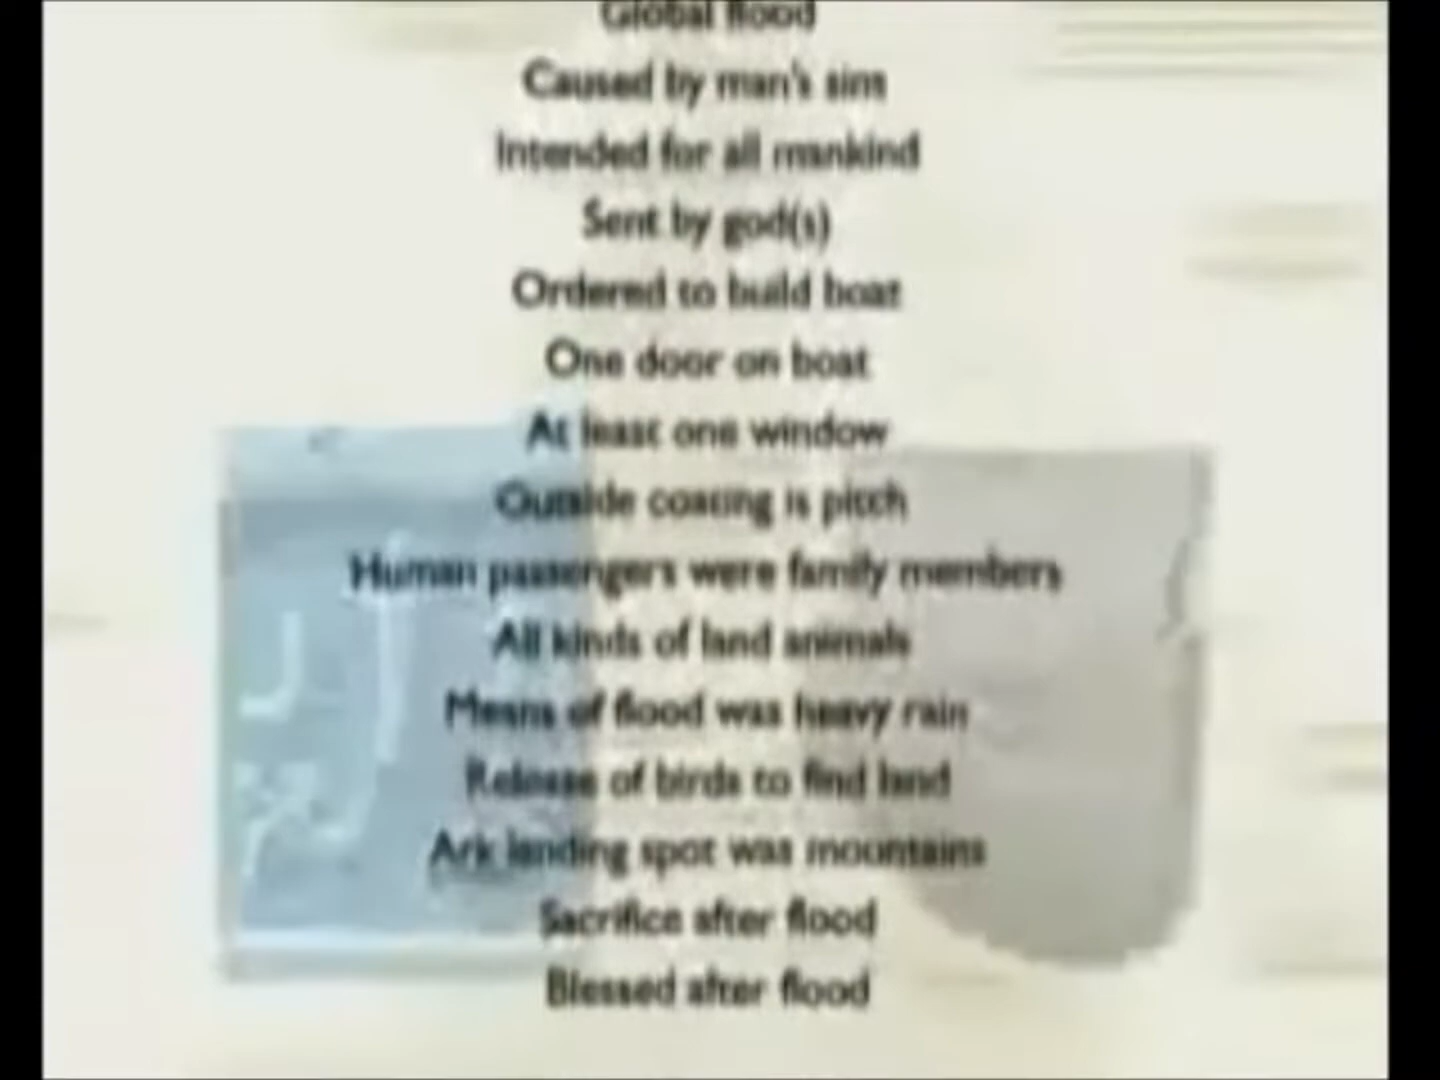 Global flood
Caused by man's sins
Intended for all mankind
Sent by god(s)
Ordered to build boat
One door on boat
At least one window
Outside coating is pitch
Human passengers were family members
All kinds of land animals
Means of flood was heavy rain
Release of birds to find land
Ark landing spot was mountains
Sacrifice after flood
Blessed after flood